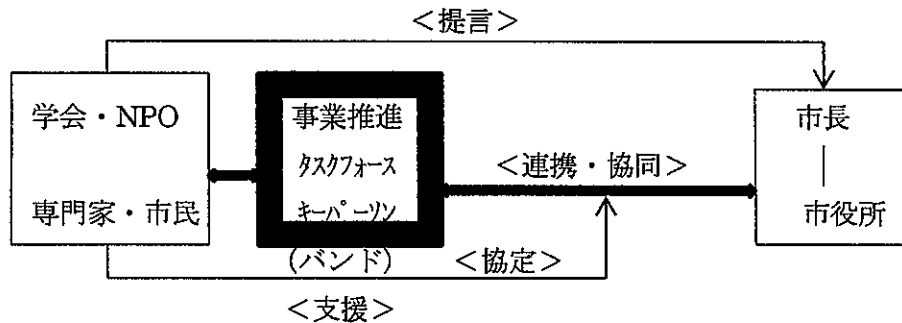 ＜提言＞
学会・NPO
専門家・市民
事業推進
ﾀｽｸﾌｫｰｽ
ｷｰﾊﾟｰｿﾝ
(バンド)
＜連携・協同＞
＜協定＞
＜支援＞
市長
｜
市役所